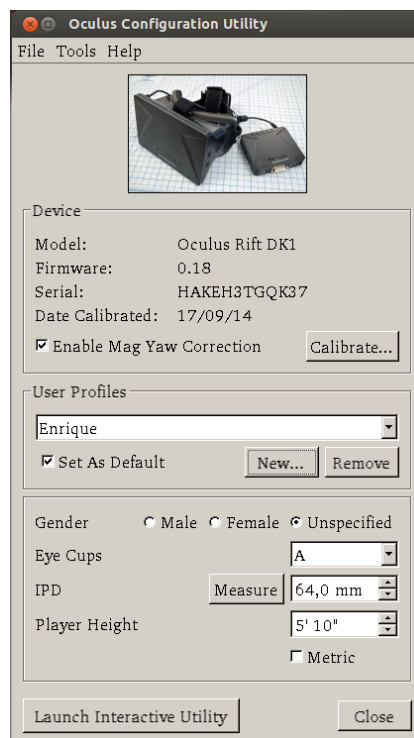 Oculus Configuration Utility
File Tools Help
Device
Model: Oculus Rift DK1
Firmware: 0.18
Serial: HAKEH3TGQK37
Date Calibrated: 17/09/14
Enable Mag Yaw Correction Calibrate...
User Profiles
Enrique
Set As Default New... Remove
Gender Male Female Unspecified
Eye Cups A
IPD Measure 64,0 mm
Player Height 5' 10"
Metric
Launch Interactive Utility Close